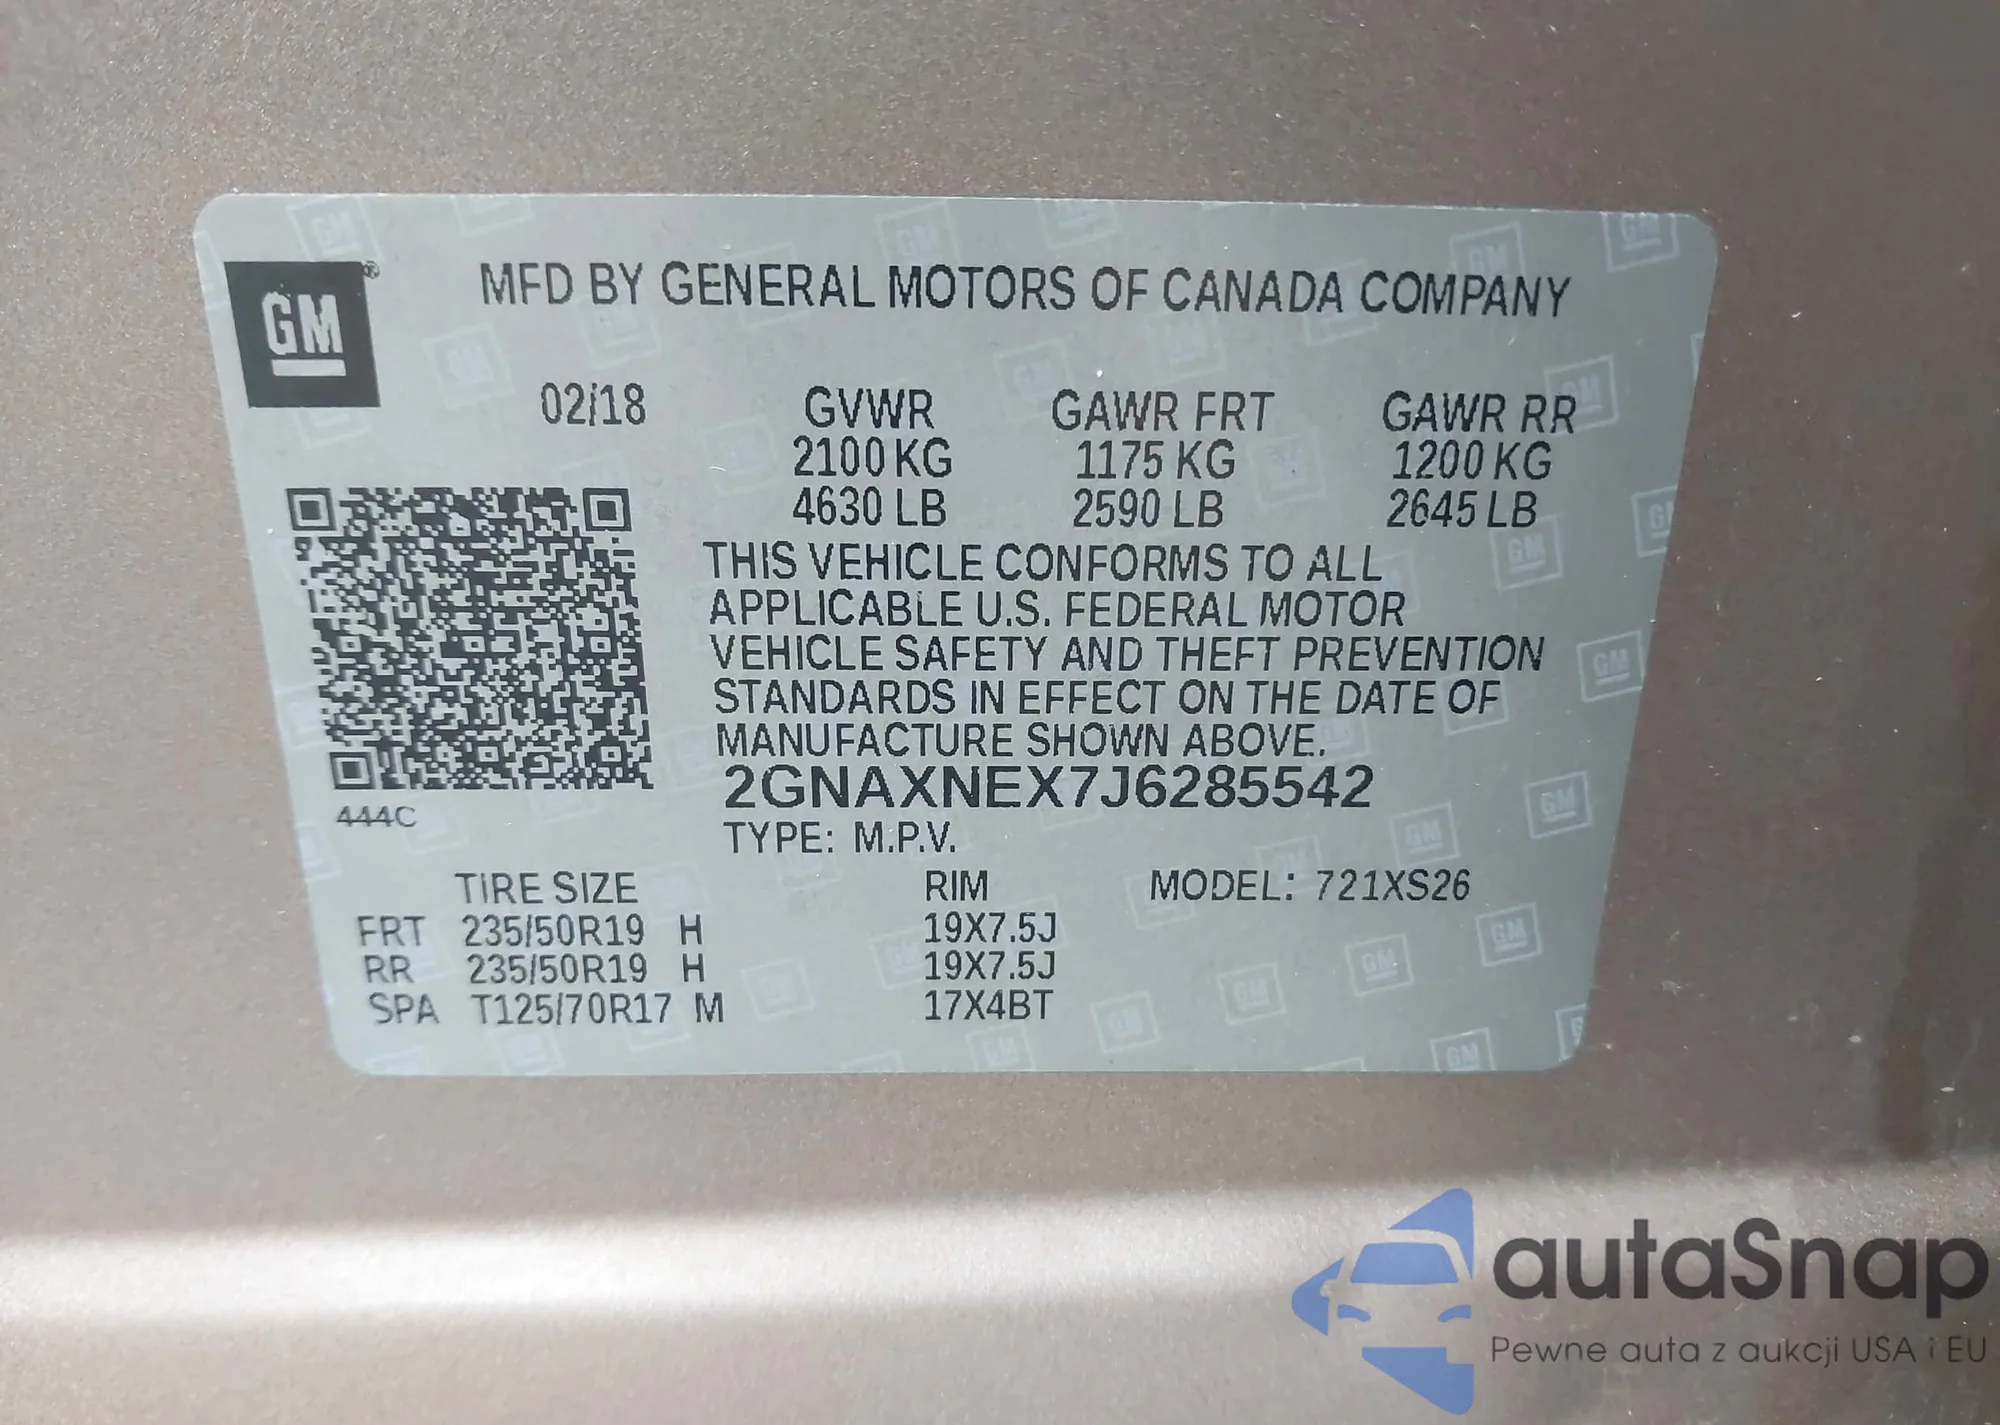 GM ®
MFD BY GENERAL MOTORS OF CANADA COMPANY
02/18 GVWR GAWR FRT GAWR RR
2100 KG 1175 KG 1200 KG
4630 LB 2590 LB 2645 LB
THIS VEHICLE CONFORMS TO ALL
APPLICABLE U.S. FEDERAL MOTOR
VEHICLE SAFETY AND THEFT PREVENTION
STANDARDS IN EFFECT ON THE DATE OF
MANUFACTURE SHOWN ABOVE.
2GNAXNEX7J6285542
444C
TYPE: M.P.V.
TIRE SIZE RIM MODEL: 721XS26
FRT 235/50R19 H 19X7.5J
RR 235/50R19 H 19X7.5J
SPA T125/70R17 M 17X4BT
autaSnap
Pewne auta z aukcji USA i EU